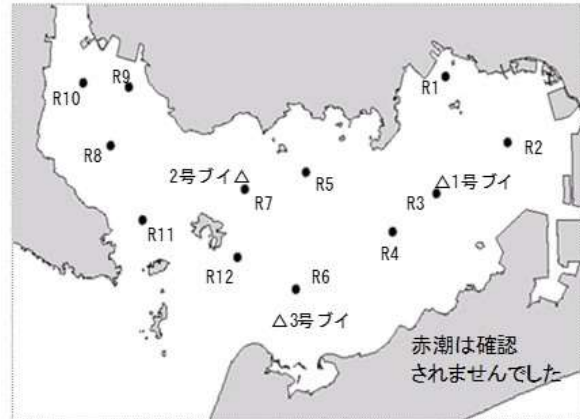 R9
R10
R1
R8
R2
2号ブイ△
R5
△1号ブイ
R7
R3
R11
R4
R12
R6
△3号ブイ
赤潮は確認
されませんでした